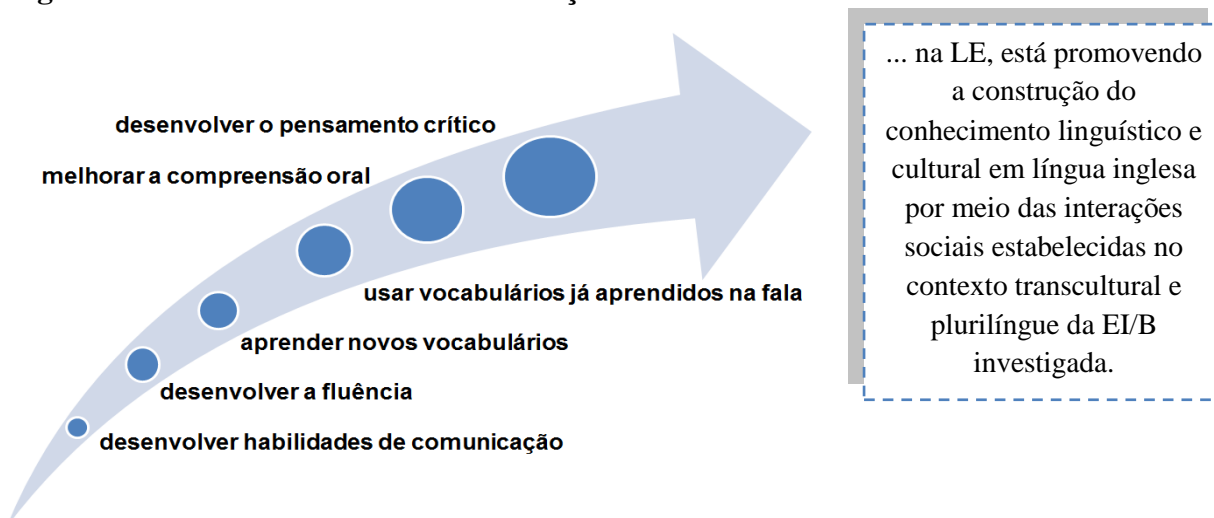 desenvolver o pensamento crítico
melhorar a compreensão oral
usar vocabulários já aprendidos na fala
aprender novos vocabulários
desenvolver a fluência
desenvolver habilidades de comunicação
... na LE, está promovendo
a construção do
conhecimento linguístico e
cultural em língua inglesa
por meio das interações
sociais estabelecidas no
contexto transcultural e
plurilíngue da EI/B
investigada.